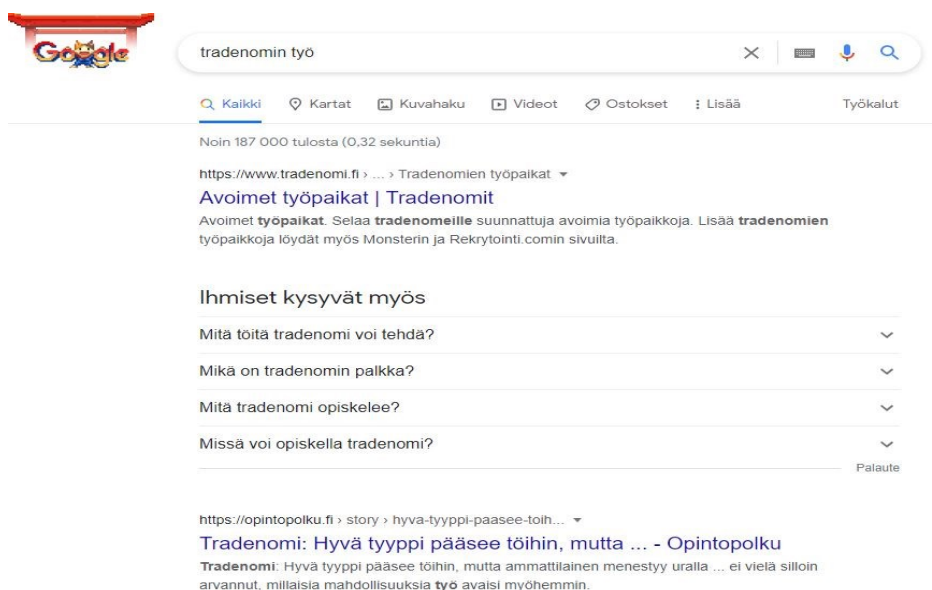 Google
tradenomin työ
Kaikki Kartat Kuvahaku Videot Ostokset Lisää Työkalut
Noin 187 000 tulosta (0,32 sekuntia)
https://www.tradenomi.fi › ... › Tradenomien työpaikat
Avoimet työpaikat | Tradenomit
Avoimet työpaikat. Selaa tradenomeille suunnattuja avoimia työpaikkoja. Lisää tradenomien
työpaikkoja löydät myös Monsterin ja Rekrytointi.comin sivuilta.
Ihmiset kysyvät myös
Mitä töitä tradenomi voi tehdä?
Mikä on tradenomin palkka?
Mitä tradenomi opiskelee?
Missä voi opiskella tradenomi?
Palaute
https://opintopolku.fi › story › hyva-tyyppi-paasee-toih...
Tradenomi: Hyvä tyyppi pääsee töihin, mutta ... - Opintopolku
Tradenomi: Hyvä tyyppi pääsee töihin, mutta ammattilainen menestyy uralla ... ei vielä silloin
arvannut, millaisia mahdollisuuksia työ avaisi myöhemmin.